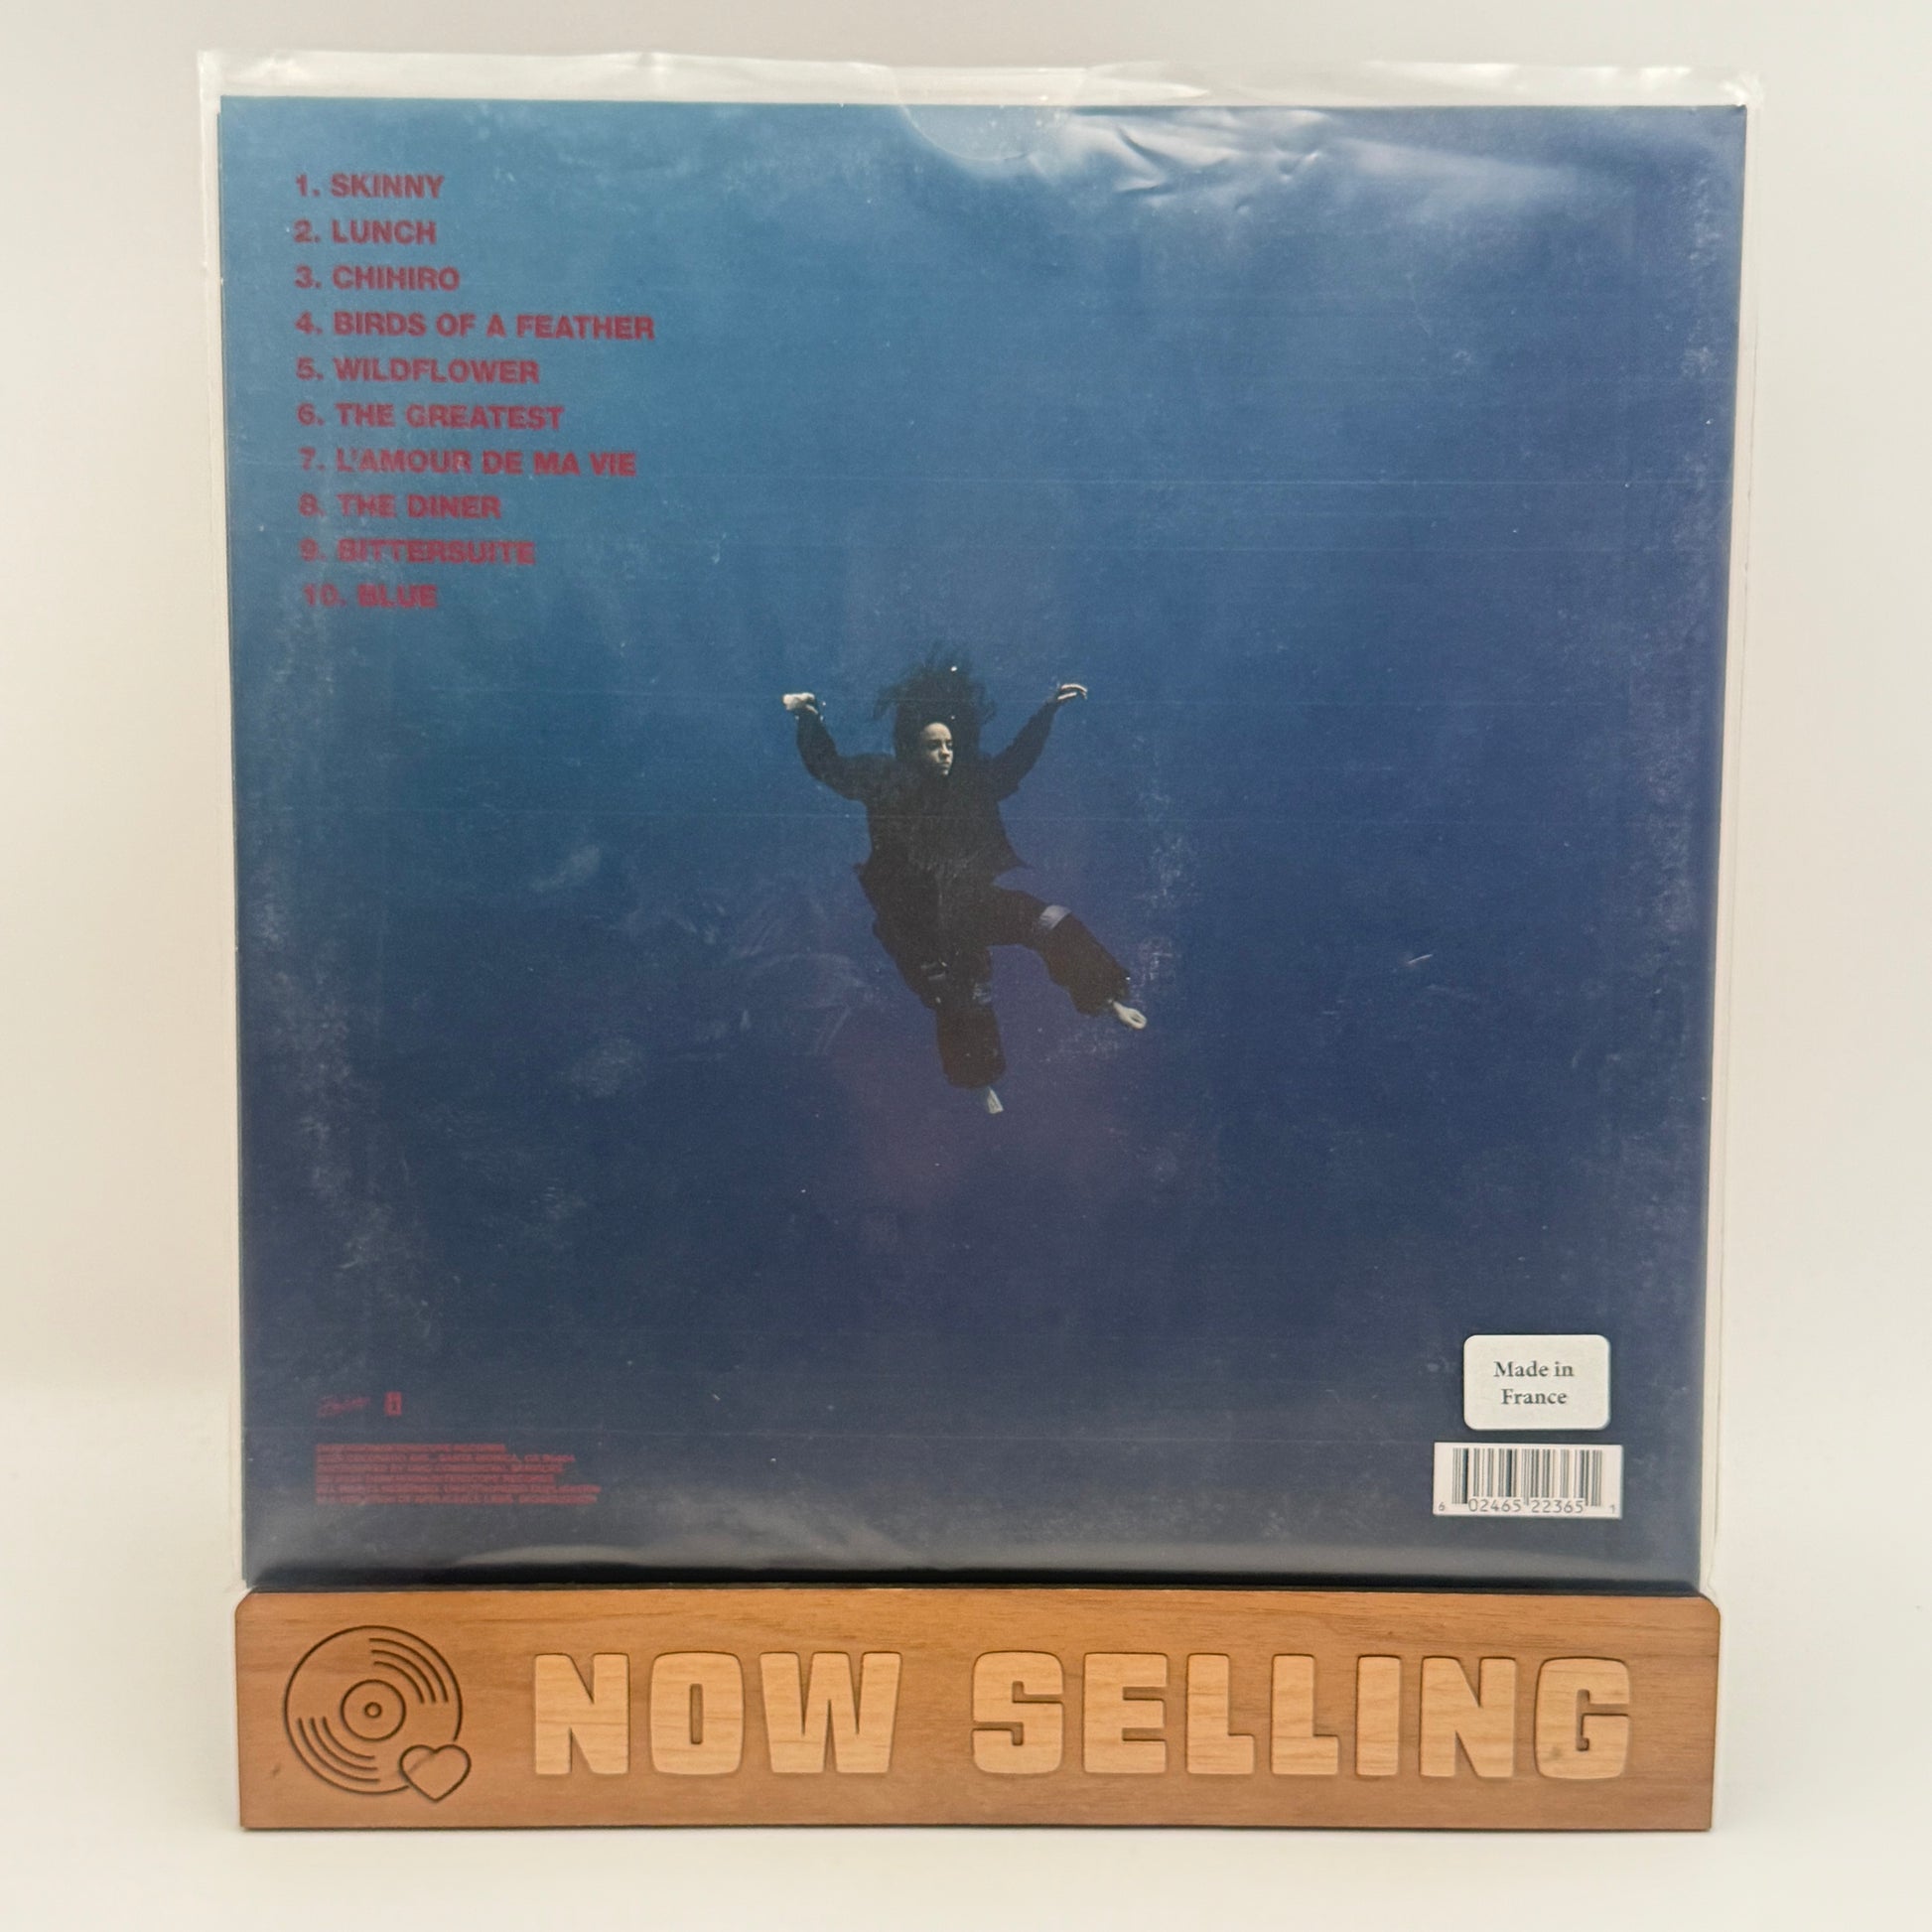 1. SKINNY
2. LUNCH
3. CHIHIRO
4. BIRDS OF A FEATHER
5. WILDFLOWER
6. THE GREATEST
7. L'AMOUR DE MA VIE
8. THE DINER
9. BITTERSUITE
10. BLUE
Made in
France
6 02465 22365 1
NOW SELLING